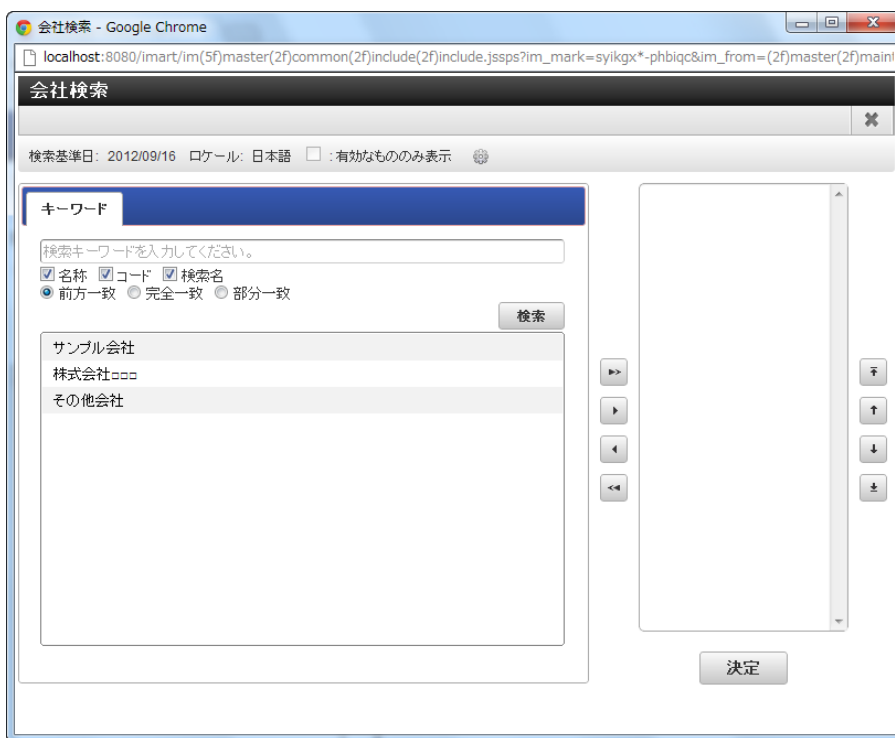 会社検索 - Google Chrome
localhost:8080/imart/im(5f)master(2f)common(2f)include(2f)include.jssps?im_mark=syikgx*-phbiqc&im_from=(2f)master(2f)main
会社検索
検索基準日: 2012/09/16 ロケール: 日本語 : 有効なもののみ表示
キーワード
検索キーワードを入力してください。
名称 コード 検索名
前方一致 完全一致 部分一致
検索
サンプル会社
株式会社□□□
その他会社
決定